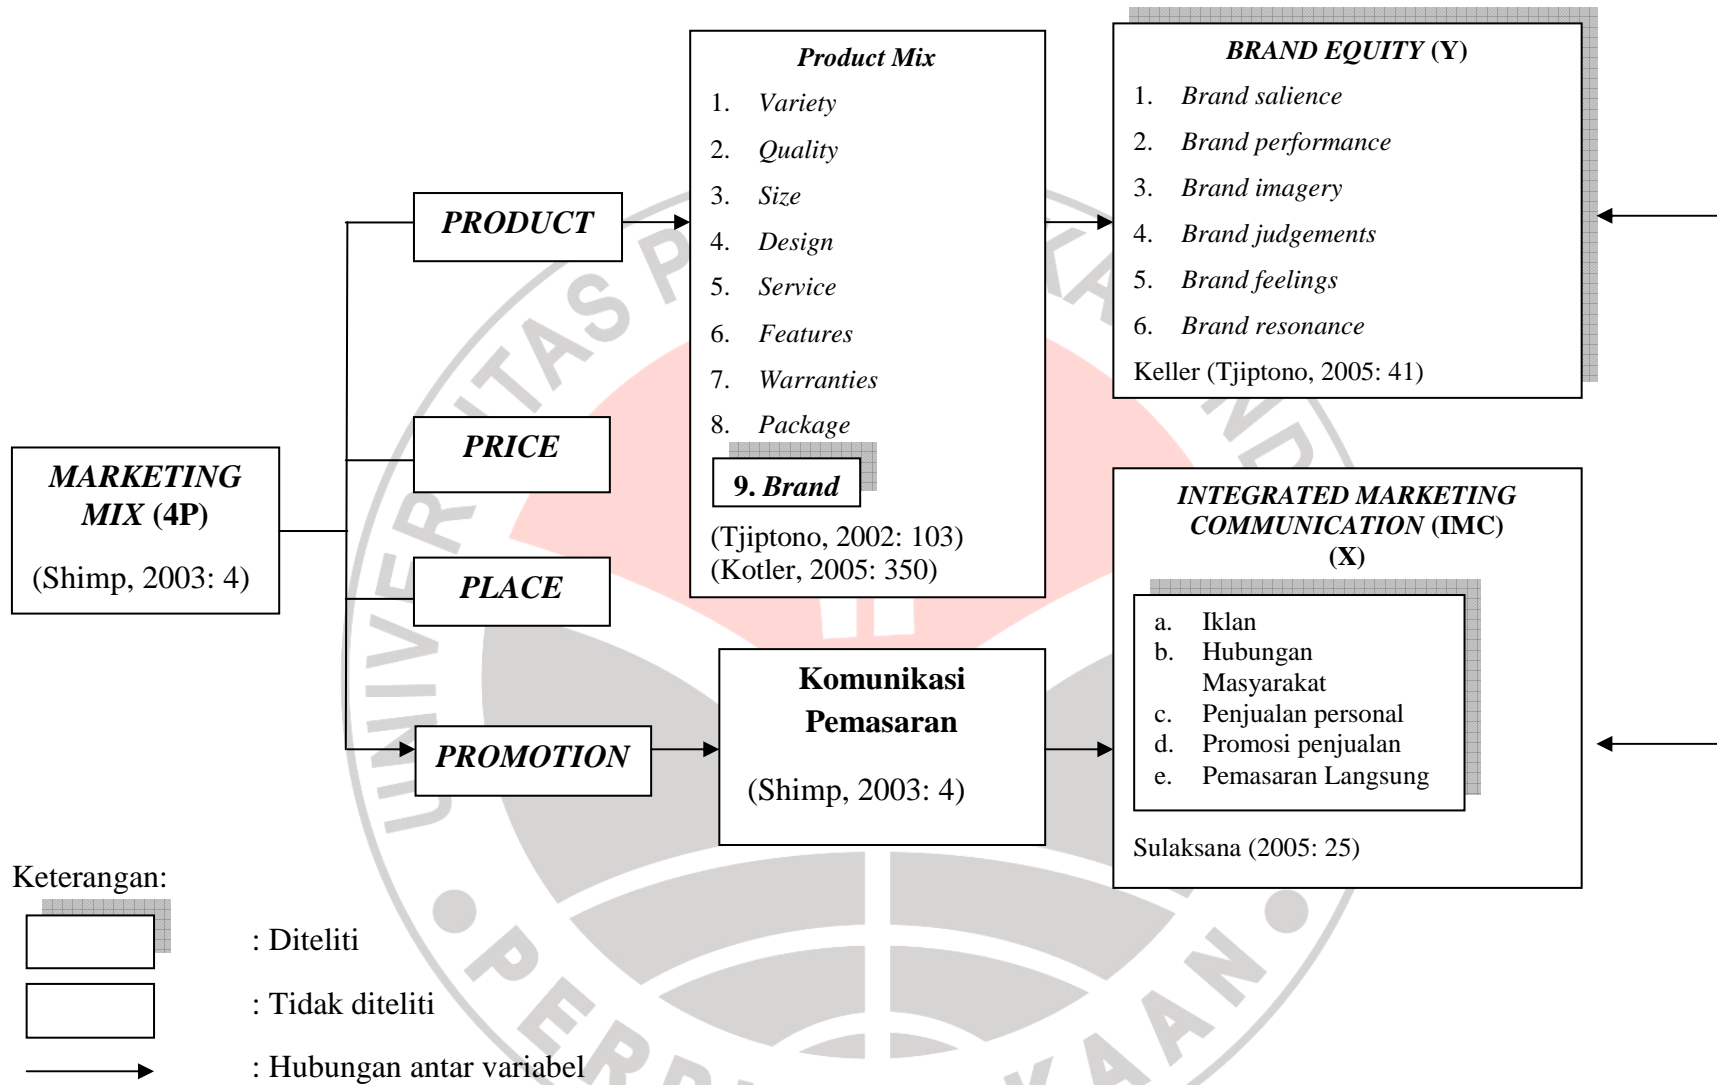 Product Mix
1. Variety
2. Quality
3. Size
4. Design
5. Service
6. Features
7. Warranties
8. Package
9. Brand
(Tjiptono, 2002: 103)
(Kotler, 2005: 350)
BRAND EQUITY (Y)
1. Brand salience
2. Brand performance
3. Brand imagery
4. Brand judgements
5. Brand feelings
6. Brand resonance
Keller (Tjiptono, 2005: 41)
PRODUCT
PRICE
PLACE
PROMOTION
MARKETING
MIX (4P)
(Shimp, 2003: 4)
Komunikasi
Pemasaran
(Shimp, 2003: 4)
INTEGRATED MARKETING
COMMUNICATION (IMC)
(X)
a. Iklan
b. Hubungan
Masyarakat
c. Penjualan personal
d. Promosi penjualan
e. Pemasaran Langsung
Sulaksana (2005: 25)
Keterangan:
: Diteliti
: Tidak diteliti
: Hubungan antar variabel
UNIVERSITAS